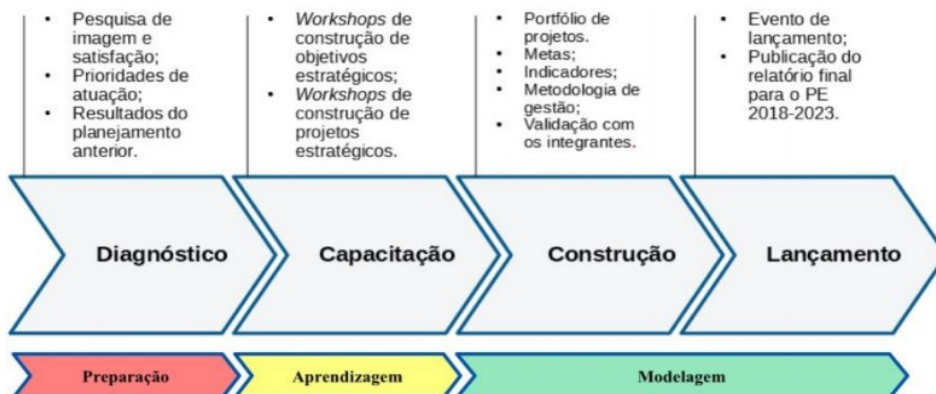 • Pesquisa de
imagem e
satisfação;
• Prioridades de
atuação;
• Resultados do
planejamento
anterior.
• Workshops de
construção de
objetivos
estratégicos;
• Workshops de
construção de
projetos
estratégicos.
• Portfólio de
projetos.
• Metas;
• Indicadores;
• Metodologia de
gestão;
• Validação com
os integrantes.
• Evento de
lançamento;
• Publicação do
relatório final
para o PE
2018-2023.
Diagnóstico
Capacitação
Construção
Lançamento
Preparação
Aprendizagem
Modelagem